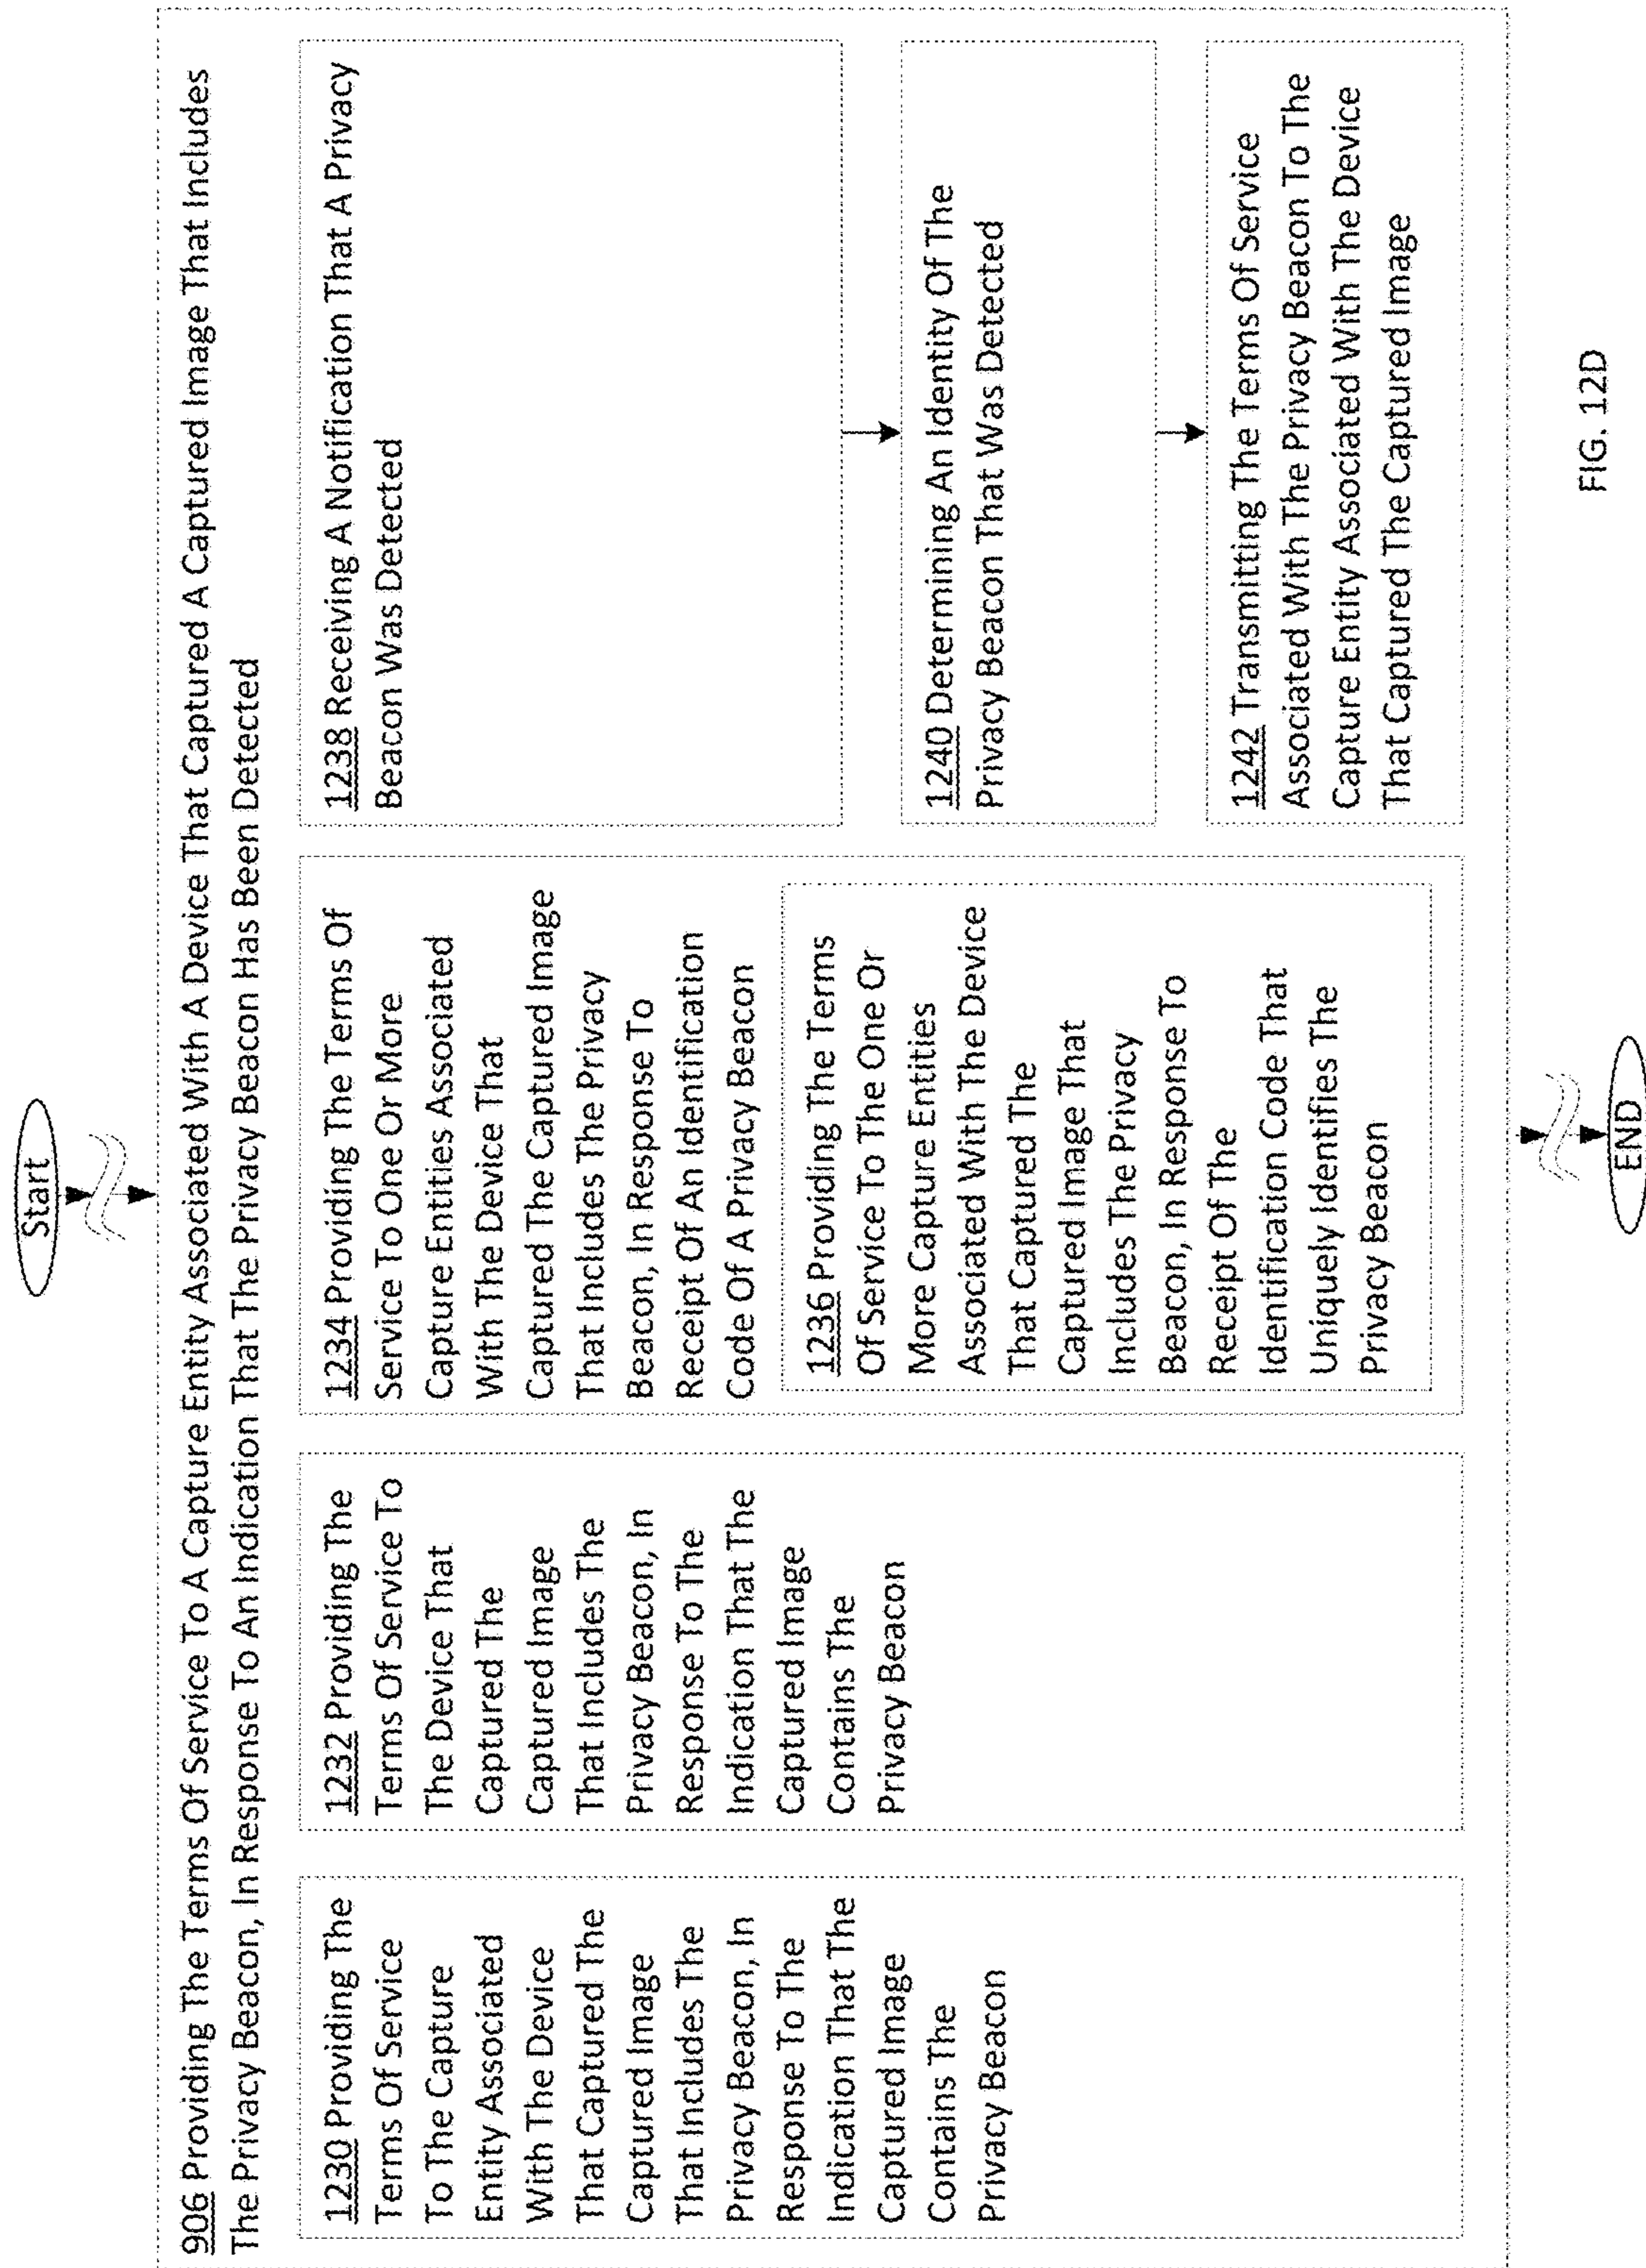 Start
906 Providing The Terms Of Service To A Capture Entity Associated With A Device That Captured A Captured Image That Includes
The Privacy Beacon, In Response To An Indication That The Privacy Beacon Has Been Detected
1230 Providing The
Terms Of Service
To The Capture
Entity Associated
With The Device
That Captured The
Captured Image
That Includes The
Privacy Beacon, In
Response To The
Indication That The
Captured Image
Contains The
Privacy Beacon
1232 Providing The
Terms Of Service To
The Device That
Captured The
Captured Image
That Includes The
Privacy Beacon, In
Response To The
Indication That The
Captured Image
Contains The
Privacy Beacon
1234 Providing The Terms Of
Service To One Or More
Capture Entities Associated
With The Device That
Captured The Captured Image
That Includes The Privacy
Beacon, In Response To
Receipt Of An Identification
Code Of A Privacy Beacon
1236 Providing The Terms
Of Service To The One Or
More Capture Entities
Associated With The Device
That Captured The
Captured Image That
Includes The Privacy
Beacon, In Response To
Receipt Of The
Identification Code That
Uniquely Identifies The
Privacy Beacon
1238 Receiving A Notification That A Privacy
Beacon Was Detected
1240 Determining An Identity Of The
Privacy Beacon That Was Detected
1242 Transmitting The Terms Of Service
Associated With The Privacy Beacon To The
Capture Entity Associated With The Device
That Captured The Captured Image
END
FIG. 12D